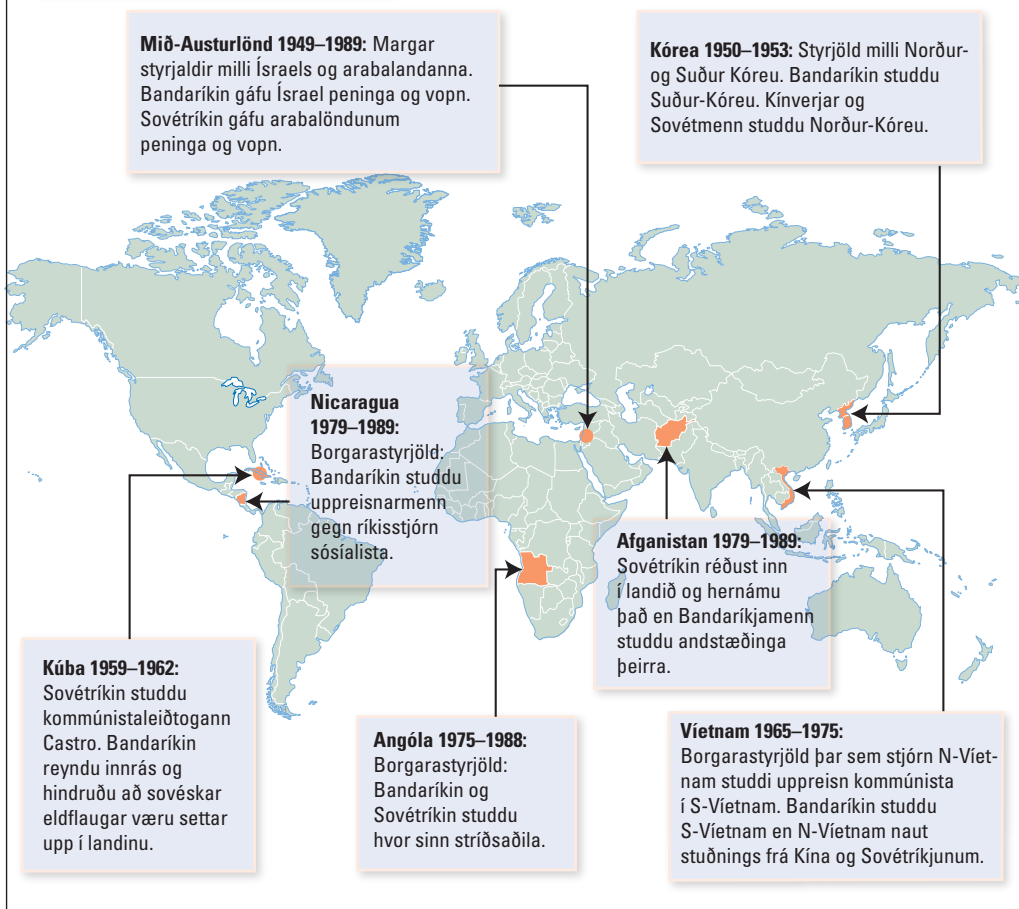 Mið-Austurlönd 1949–1989: Margar
styrjaldir milli Ísraels og arabalandanna.
Bandaríkin gáfu Ísrael peninga og vopn.
Sovétríkin gáfu arabalöndunum
peninga og vopn.
Kórea 1950–1953: Styrjöld milli Norður-
og Suður Kóreu. Bandaríkin studdu
Suður-Kóreu. Kínverjar og
Sovétmenn studdu Norður-Kóreu.
Nicaragua
1979–1989:
Borgarastyrjöld:
Bandaríkin studdu
uppreisnarmenn
gegn ríkisstjórn
sósíalista.
Afganistan 1979–1989:
Sovétríkin réðust inn
í landið og hernámu
það en Bandaríkjamenn
studdu andstæðinga
þeirra.
Kúba 1959–1962:
Sovétríkin studdu
kommúnistaleiðtogann
Castro. Bandaríkin
reyndu innrás og
hindruðu að sovéskar
eldflaugar væru settar
upp í landinu.
Angóla 1975–1988:
Borgarastyrjöld:
Bandaríkin og
Sovétríkin studdu
hvor sinn stríðsaðila.
Víetnam 1965–1975:
Borgarastyrjöld þar sem stjórn N-Víet-
nam studdi uppreisn kommúnista
í S-Víetnam. Bandaríkin studdu
S-Víetnam en N-Víetnam naut
stuðnings frá Kína og Sovétríkjunum.